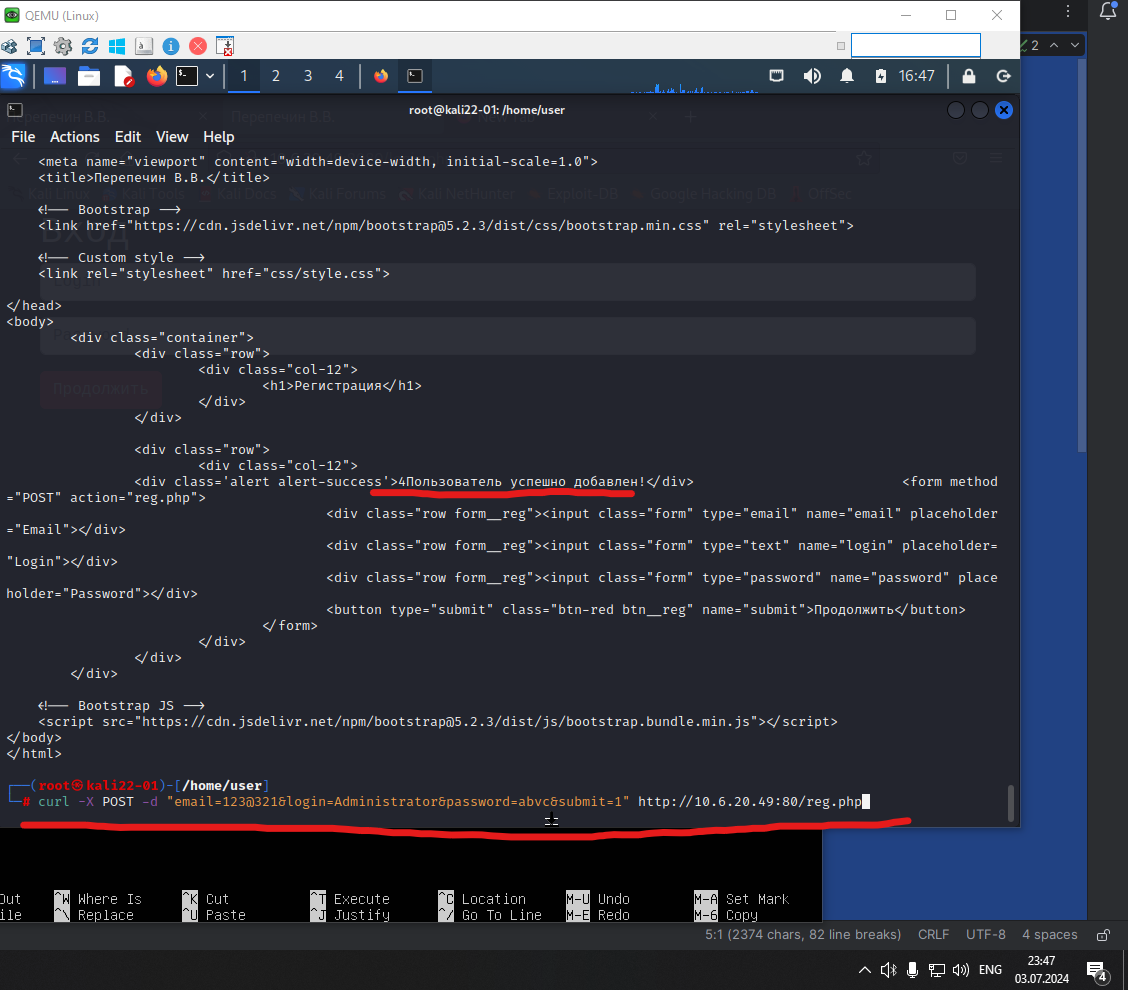 QEMU (Linux)
2
1 2 3 4
16:47
root@kali22-01: /home/user
File Actions Edit View Help
<meta name="viewport" content="width=device-width, initial-scale=1.0">
<title>Перепечин В.В.</title>
<!-- Bootstrap -->
<link href="https://cdn.jsdelivr.net/npm/bootstrap@5.2.3/dist/css/bootstrap.min.css" rel="stylesheet">
<!-- Custom style -->
<link rel="stylesheet" href="css/style.css">
</head>
<body>
<div class="container">
<div class="row">
<div class="col-12">
<h1>Регистрация</h1>
</div>
</div>
<div class="row">
<div class="col-12">
<div class='alert alert-success'>4Пользователь успешно добавлен!</div> <form method
="POST" action="reg.php">
<div class="row form__reg"><input class="form" type="email" name="email" placeholder
="Email"></div>
<div class="row form__reg"><input class="form" type="text" name="login" placeholder=
"Login"></div>
<div class="row form__reg"><input class="form" type="password" name="password" place
holder="Password"></div>
<button type="submit" class="btn-red btn__reg" name="submit">Продолжить</button>
</form>
</div>
</div>
</div>
<!-- Bootstrap JS -->
<script src="https://cdn.jsdelivr.net/npm/bootstrap@5.2.3/dist/js/bootstrap.bundle.min.js"></script>
</body>
</html>
┌──(root㉿kali22-01)-[/home/user]
└─# curl -X POST -d "email=123@321&login=Administrator&password=abvc&submit=1" http://10.6.20.49:80/reg.php
Out ^W Where Is ^K Cut ^T Execute ^C Location M-U Undo M-A Set Mark
ile ^\ Replace ^U Paste ^J Justify ^/ Go To Line M-E Redo M-6 Copy
5:1 (2374 chars, 82 line breaks) CRLF UTF-8 4 spaces
ENG
23:47
03.07.2024
4